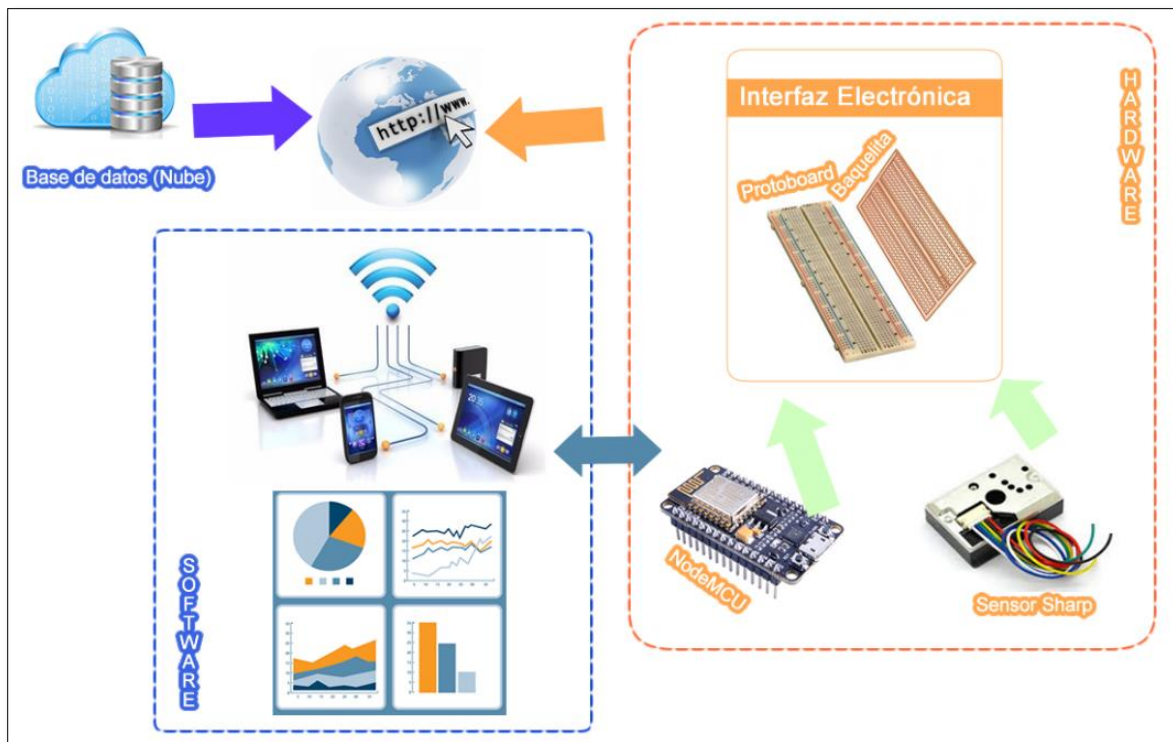 Base de datos (Nube)
http://www.
Interfaz Electrónica
Protoboard
Baquelita
HARDWARE
NodeMCU
Sensor Sharp
SOFTWARE